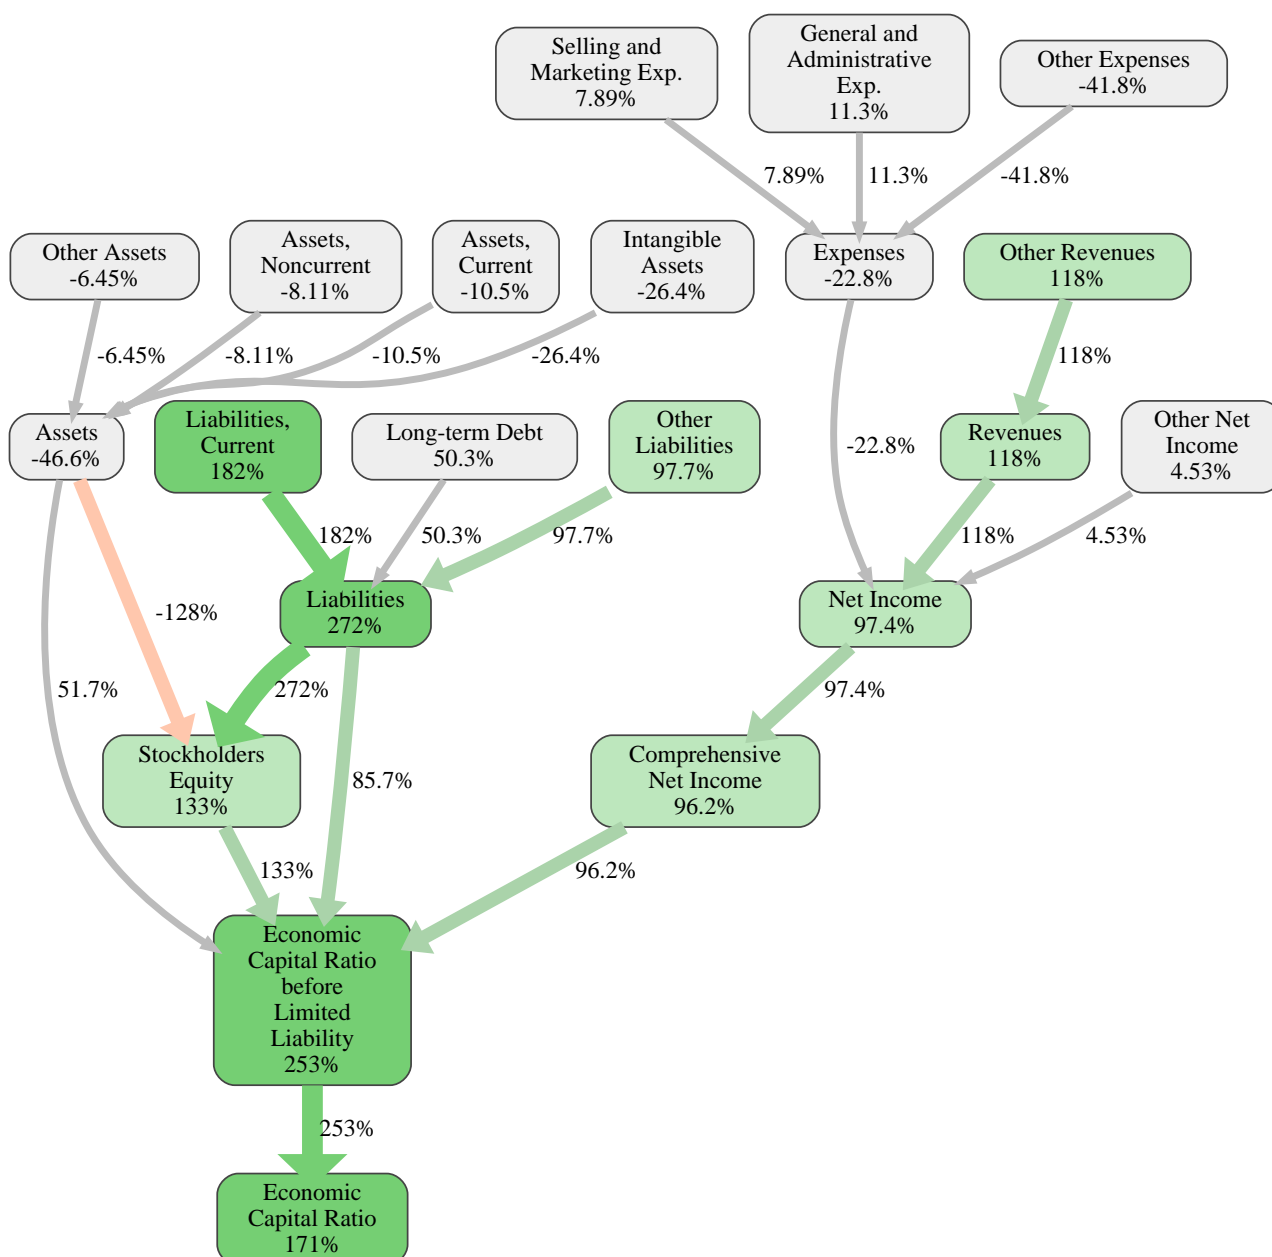 Selling and
Marketing Exp.
7.89%
General and
Administrative
Exp.
11.3%
Other Expenses
-41.8%
7.89%
11.3%
-41.8%
Other Assets
-6.45%
Assets,
Noncurrent
-8.11%
Assets,
Current
-10.5%
Intangible
Assets
-26.4%
Expenses
-22.8%
Other Revenues
118%
-6.45%
-8.11%
-10.5%
-26.4%
118%
Assets
-46.6%
Liabilities,
Current
182%
Long-term Debt
50.3%
Other
Liabilities
97.7%
-22.8%
Revenues
118%
Other Net
Income
4.53%
182%
50.3%
97.7%
118%
4.53%
-128%
Liabilities
272%
Net Income
97.4%
51.7%
272%
97.4%
Stockholders
Equity
133%
85.7%
Comprehensive
Net Income
96.2%
133%
96.2%
Economic
Capital Ratio
before
Limited
Liability
253%
253%
Economic
Capital Ratio
171%